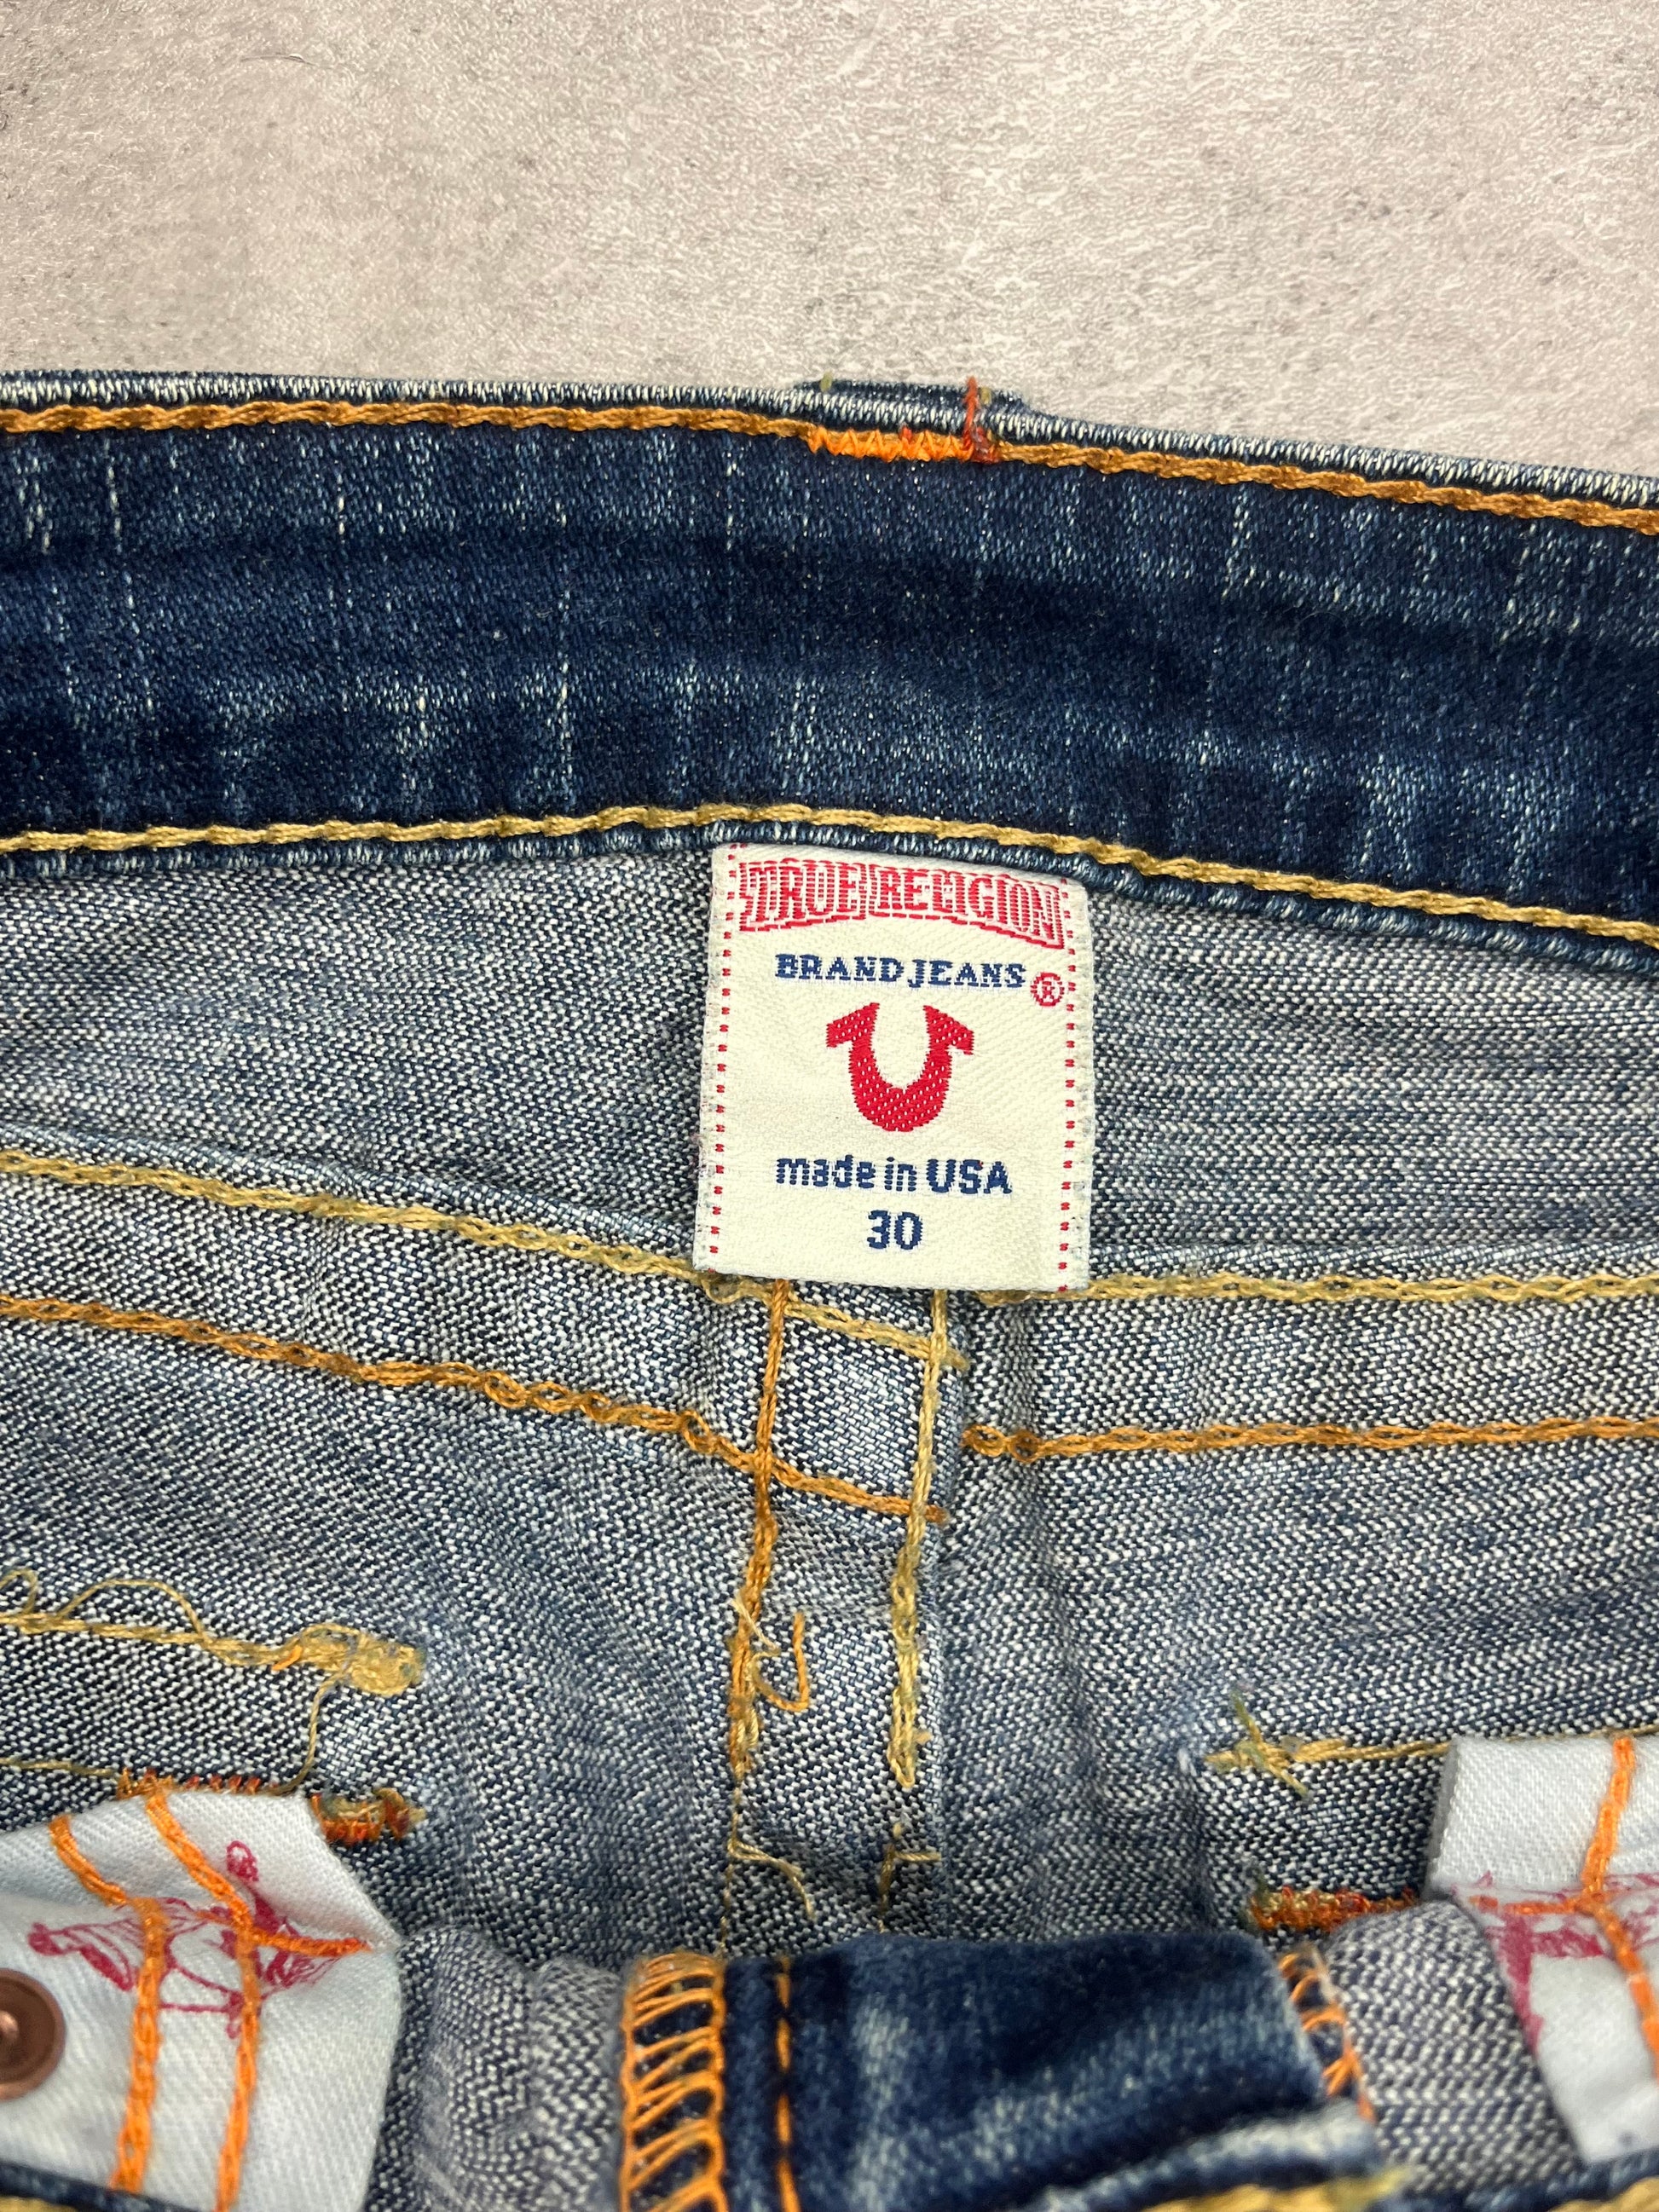 TRUE RELIGION
BRAND JEANS ®
made in USA
30